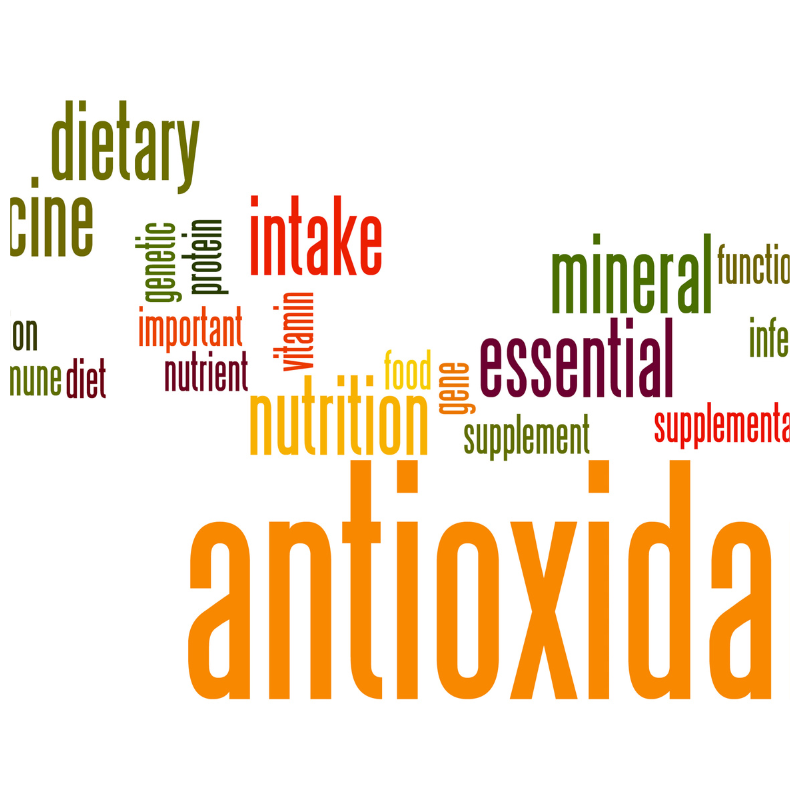 dietary
cine
genetic
protein
intake
mineral
functio
on
important
vitamin
essential
infe
nune
diet
nutrient
food
gene
nutrition
supplement
supplementa
antioxida